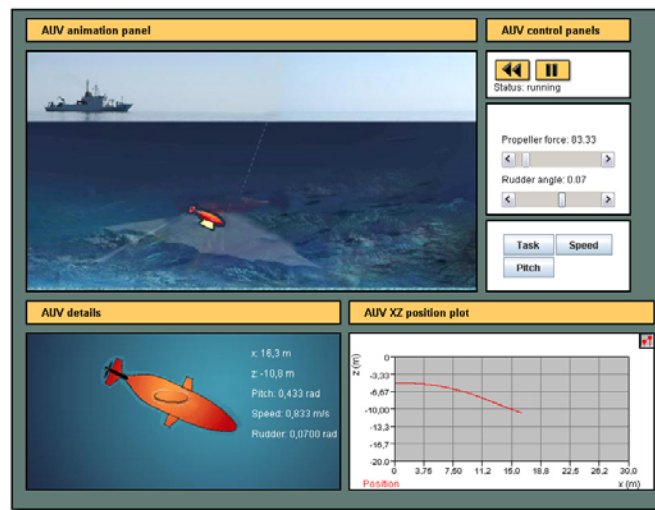 AUV animation panel
AUV control panels
Status: running
Propeller force: 83.33
Rudder angle: 0.07
Task Speed
Pitch
AUV details
x: 16,3 m
z: -10,8 m
Pitch: 0,433 rad
Speed: 0,833 m/s
Rudder: 0,0700 rad
AUV XZ position plot
z (m)
0
-3,33
-6,67
-10,00
-13,3
-16,7
-20.0
0 3,75 7,50 11,2 15,0 18,8 22,5 26,2 30,0
Position x (m)